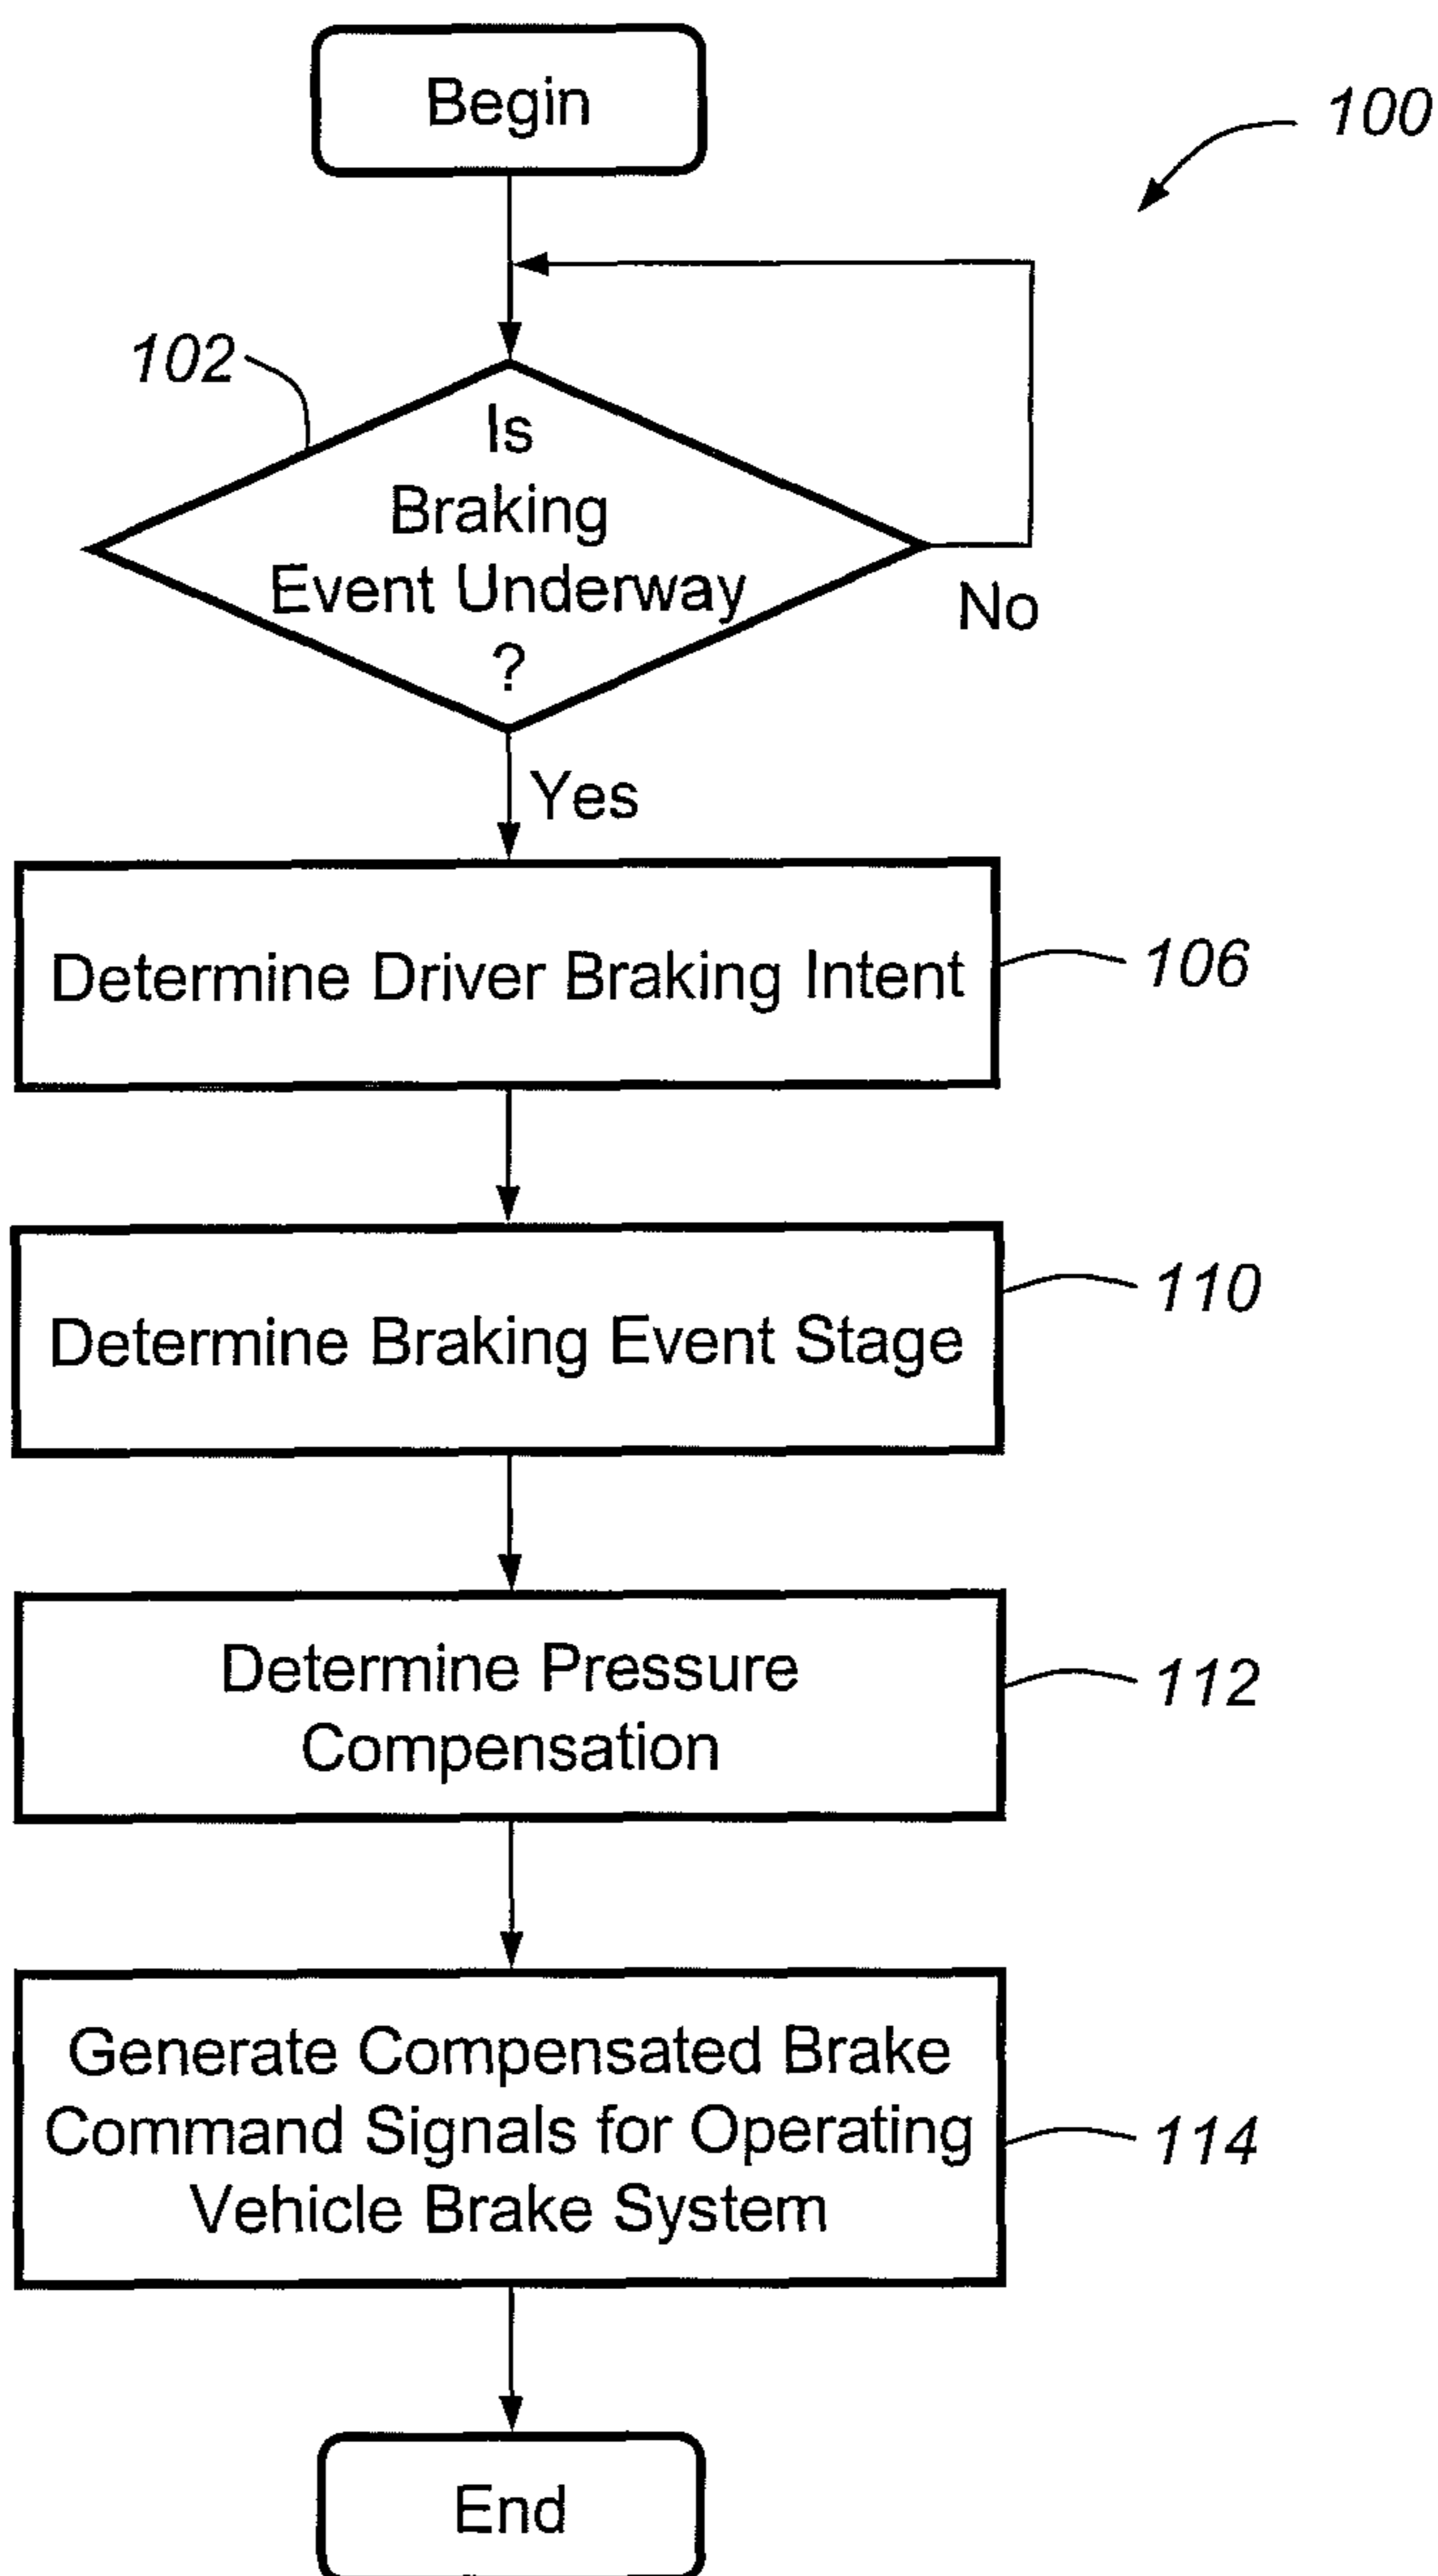 Begin
100
102
Is
Braking
Event Underway
?
No
Yes
Determine Driver Braking Intent
106
Determine Braking Event Stage
110
Determine Pressure
Compensation
112
Generate Compensated Brake
Command Signals for Operating
Vehicle Brake System
114
End